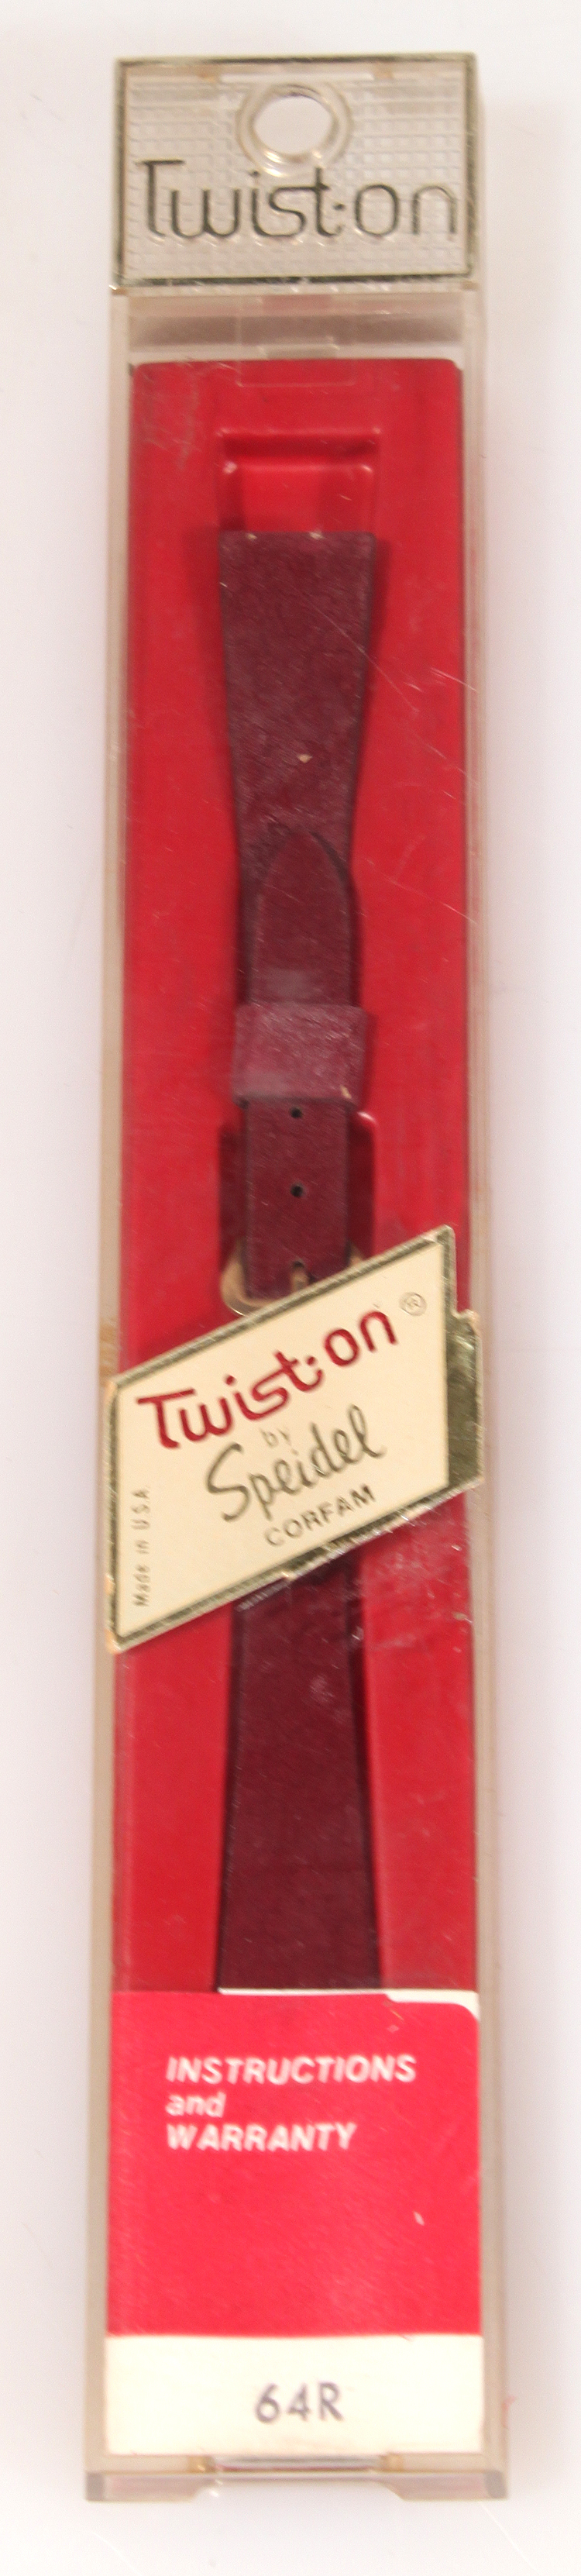 Twist·on
Twist·on ®
by
Speidel
CORFAM
Made in U.S.A.
INSTRUCTIONS
and
WARRANTY
64R